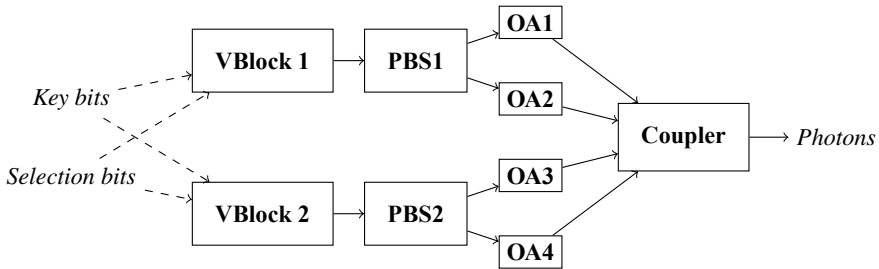 Key bits
Selection bits
VBlock 1
PBS1
OA1
OA2
VBlock 2
PBS2
OA3
OA4
Coupler
Photons